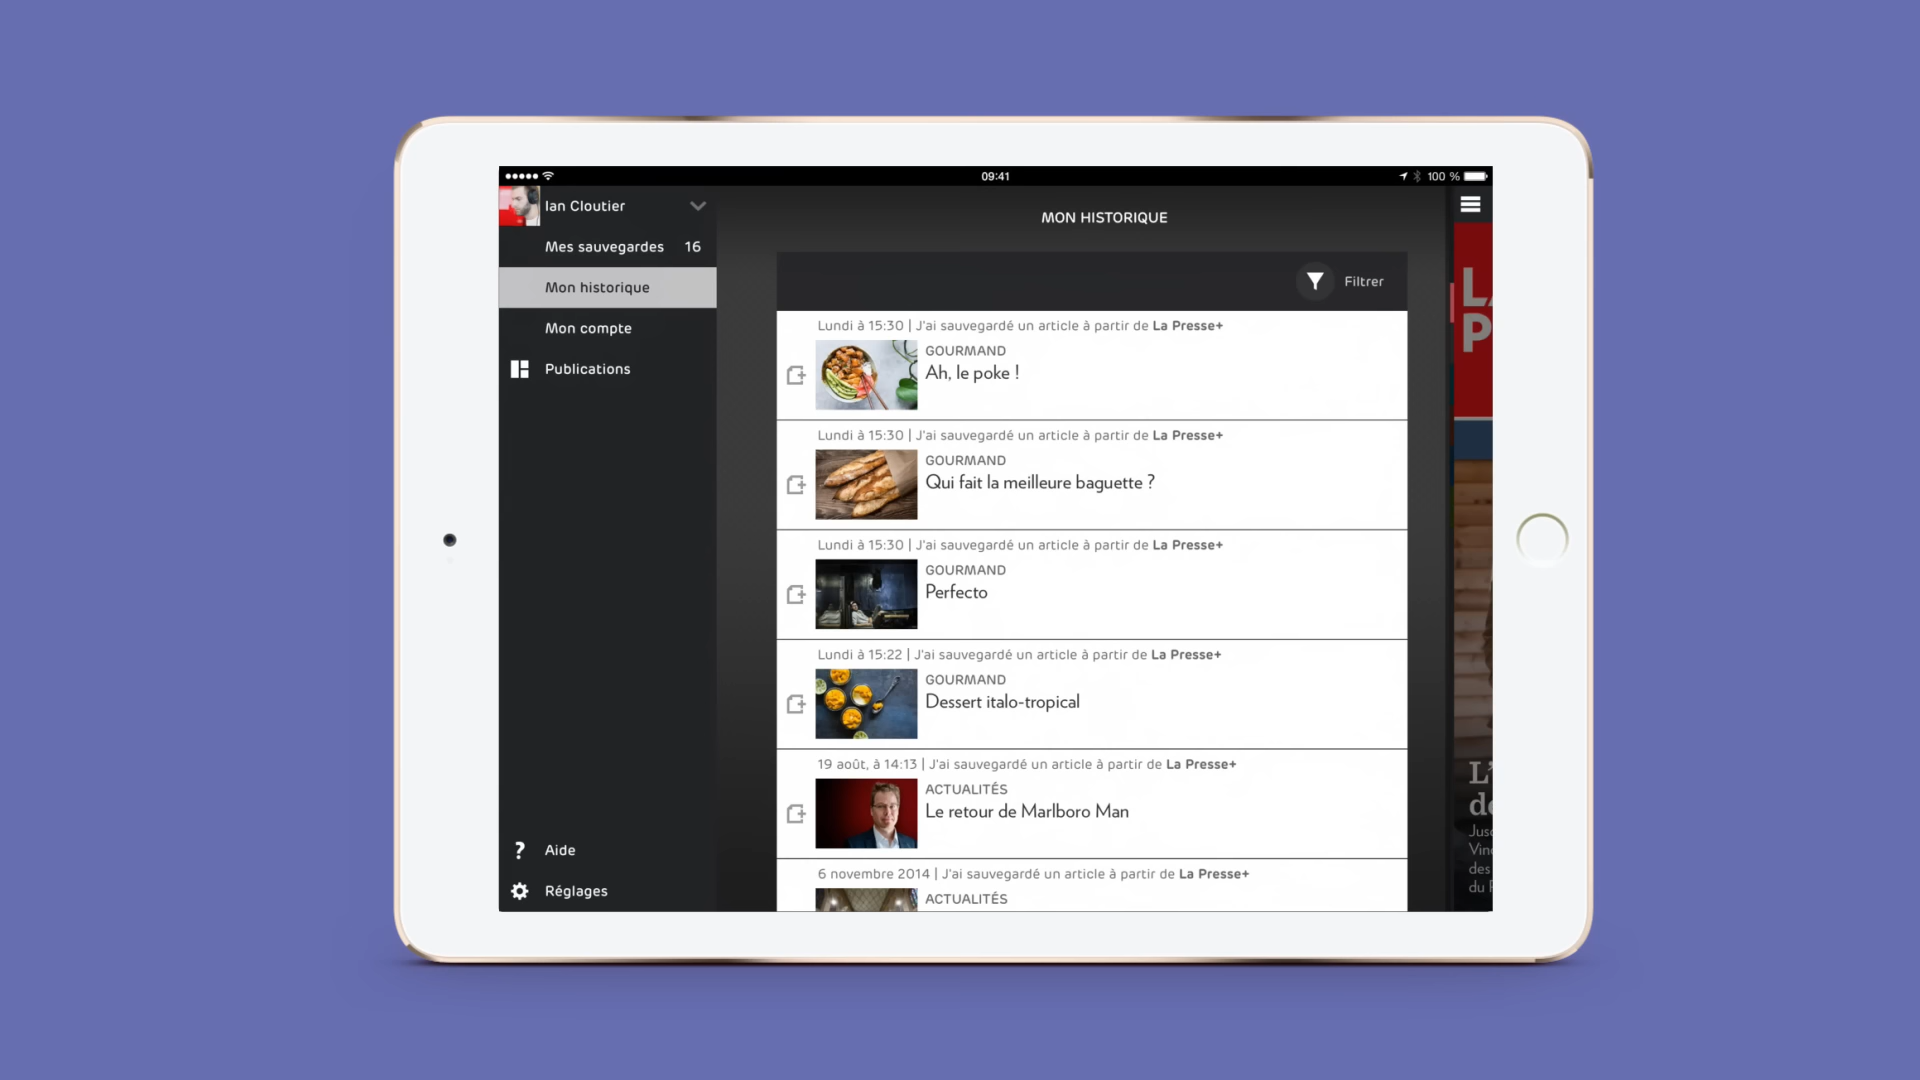 09:41
100 %
Ian Cloutier
Mes sauvegardes 16
Mon historique
Mon compte
Publications
Aide
Réglages
MON HISTORIQUE
Filtrer
Lundi à 15:30 | J'ai sauvegardé un article à partir de La Presse+
GOURMAND
Ah, le poke !
Lundi à 15:30 | J'ai sauvegardé un article à partir de La Presse+
GOURMAND
Qui fait la meilleure baguette ?
Lundi à 15:30 | J'ai sauvegardé un article à partir de La Presse+
GOURMAND
Perfecto
Lundi à 15:22 | J'ai sauvegardé un article à partir de La Presse+
GOURMAND
Dessert italo-tropical
19 août, à 14:13 | J'ai sauvegardé un article à partir de La Presse+
ACTUALITÉS
Le retour de Marlboro Man
6 novembre 2014 | J'ai sauvegardé un article à partir de La Presse+
ACTUALITÉS
L'
des
du